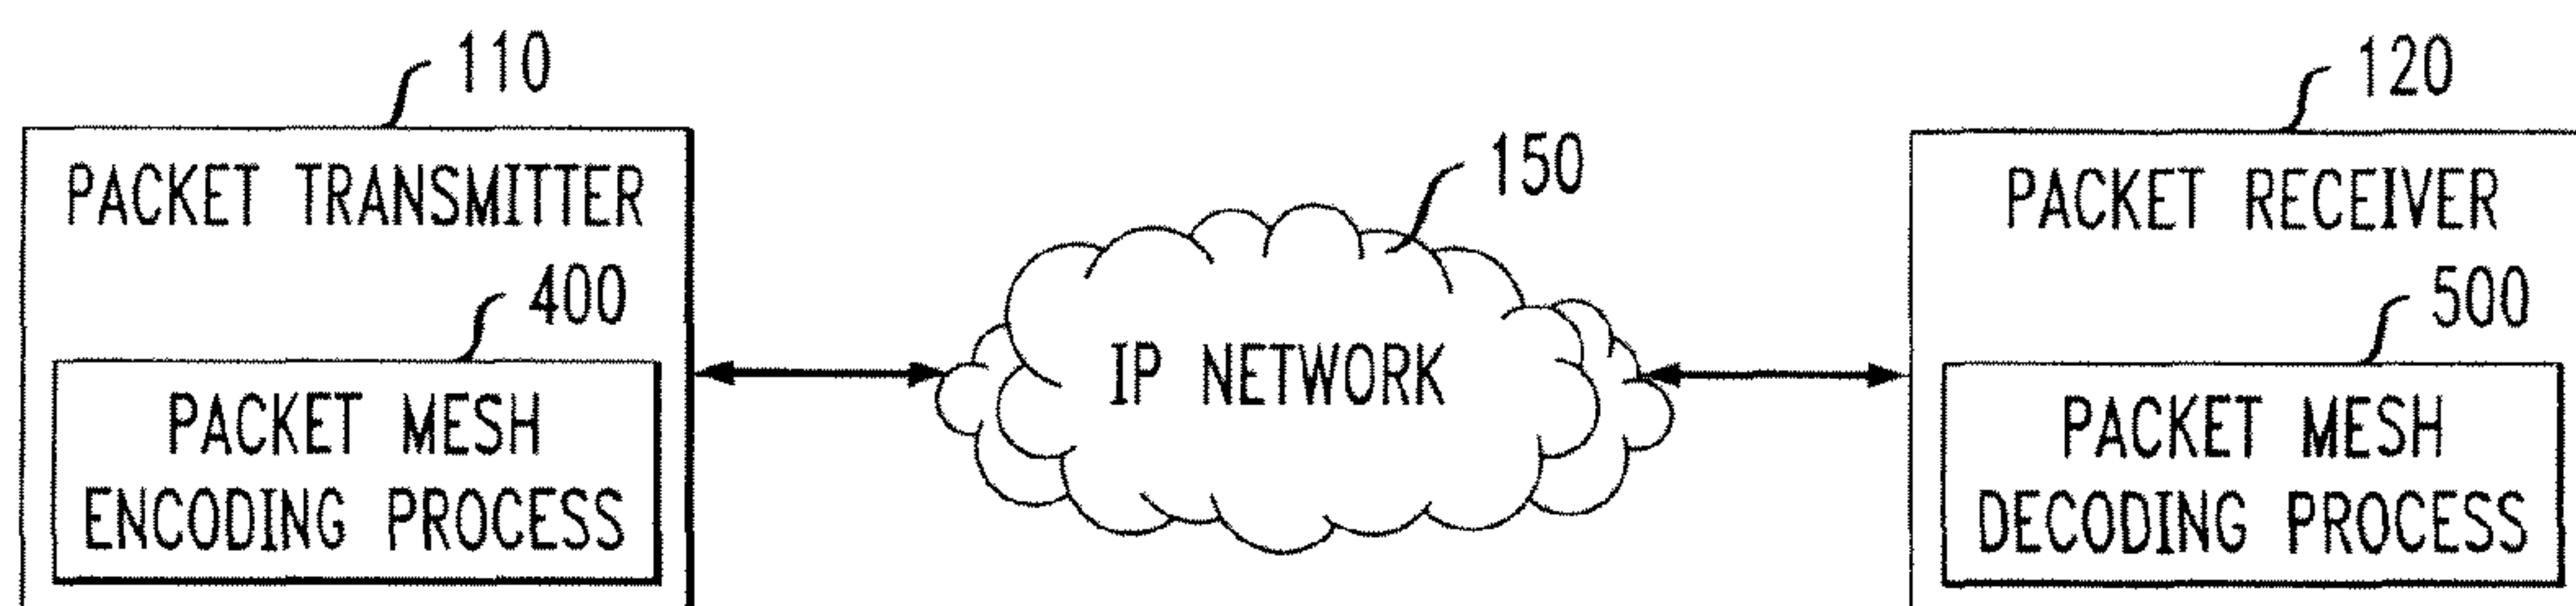 110
PACKET TRANSMITTER
400
PACKET MESH
ENCODING PROCESS
150
IP NETWORK
120
PACKET RECEIVER
500
PACKET MESH
DECODING PROCESS